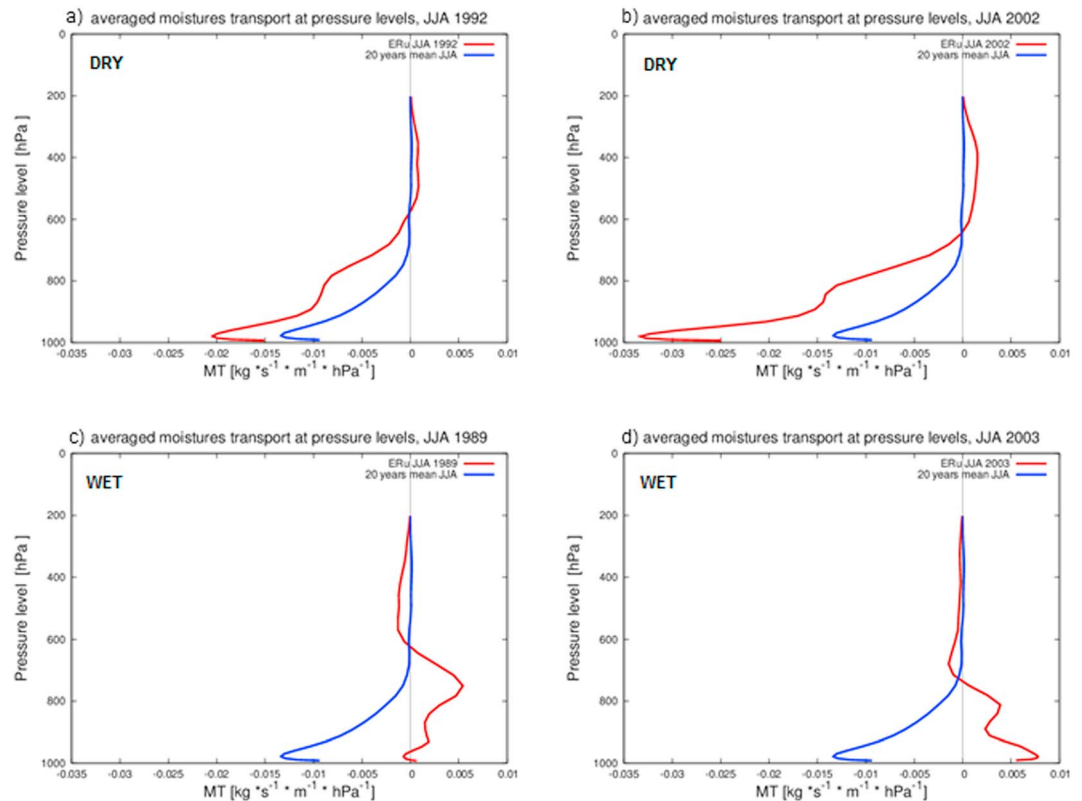 a) averaged moistures transport at pressure levels, JJA 1992
DRY
ERu JJA 1992
20 years mean JJA
Pressure level [hPa]
0
200
400
600
800
1000
-0.035 -0.03 -0.025 -0.02 -0.015 -0.01 -0.005 0 0.005 0.01
MT [kg *s⁻¹ * m⁻¹ * hPa⁻¹]
b) averaged moistures transport at pressure levels, JJA 2002
DRY
ERu JJA 2002
20 years mean JJA
Pressure level [hPa]
0
200
400
600
800
1000
-0.035 -0.03 -0.025 -0.02 -0.015 -0.01 -0.005 0 0.005 0.01
MT [kg *s⁻¹ * m⁻¹ * hPa⁻¹]
c) averaged moistures transport at pressure levels, JJA 1989
WET
ERu JJA 1989
20 years mean JJA
Pressure level [hPa]
0
200
400
600
800
1000
-0.035 -0.03 -0.025 -0.02 -0.015 -0.01 -0.005 0 0.005 0.01
MT [kg *s⁻¹ * m⁻¹ * hPa⁻¹]
d) averaged moistures transport at pressure levels, JJA 2003
WET
ERu JJA 2003
20 years mean JJA
Pressure level [hPa]
0
200
400
600
800
1000
-0.035 -0.03 -0.025 -0.02 -0.015 -0.01 -0.005 0 0.005 0.01
MT [kg *s⁻¹ * m⁻¹ * hPa⁻¹]